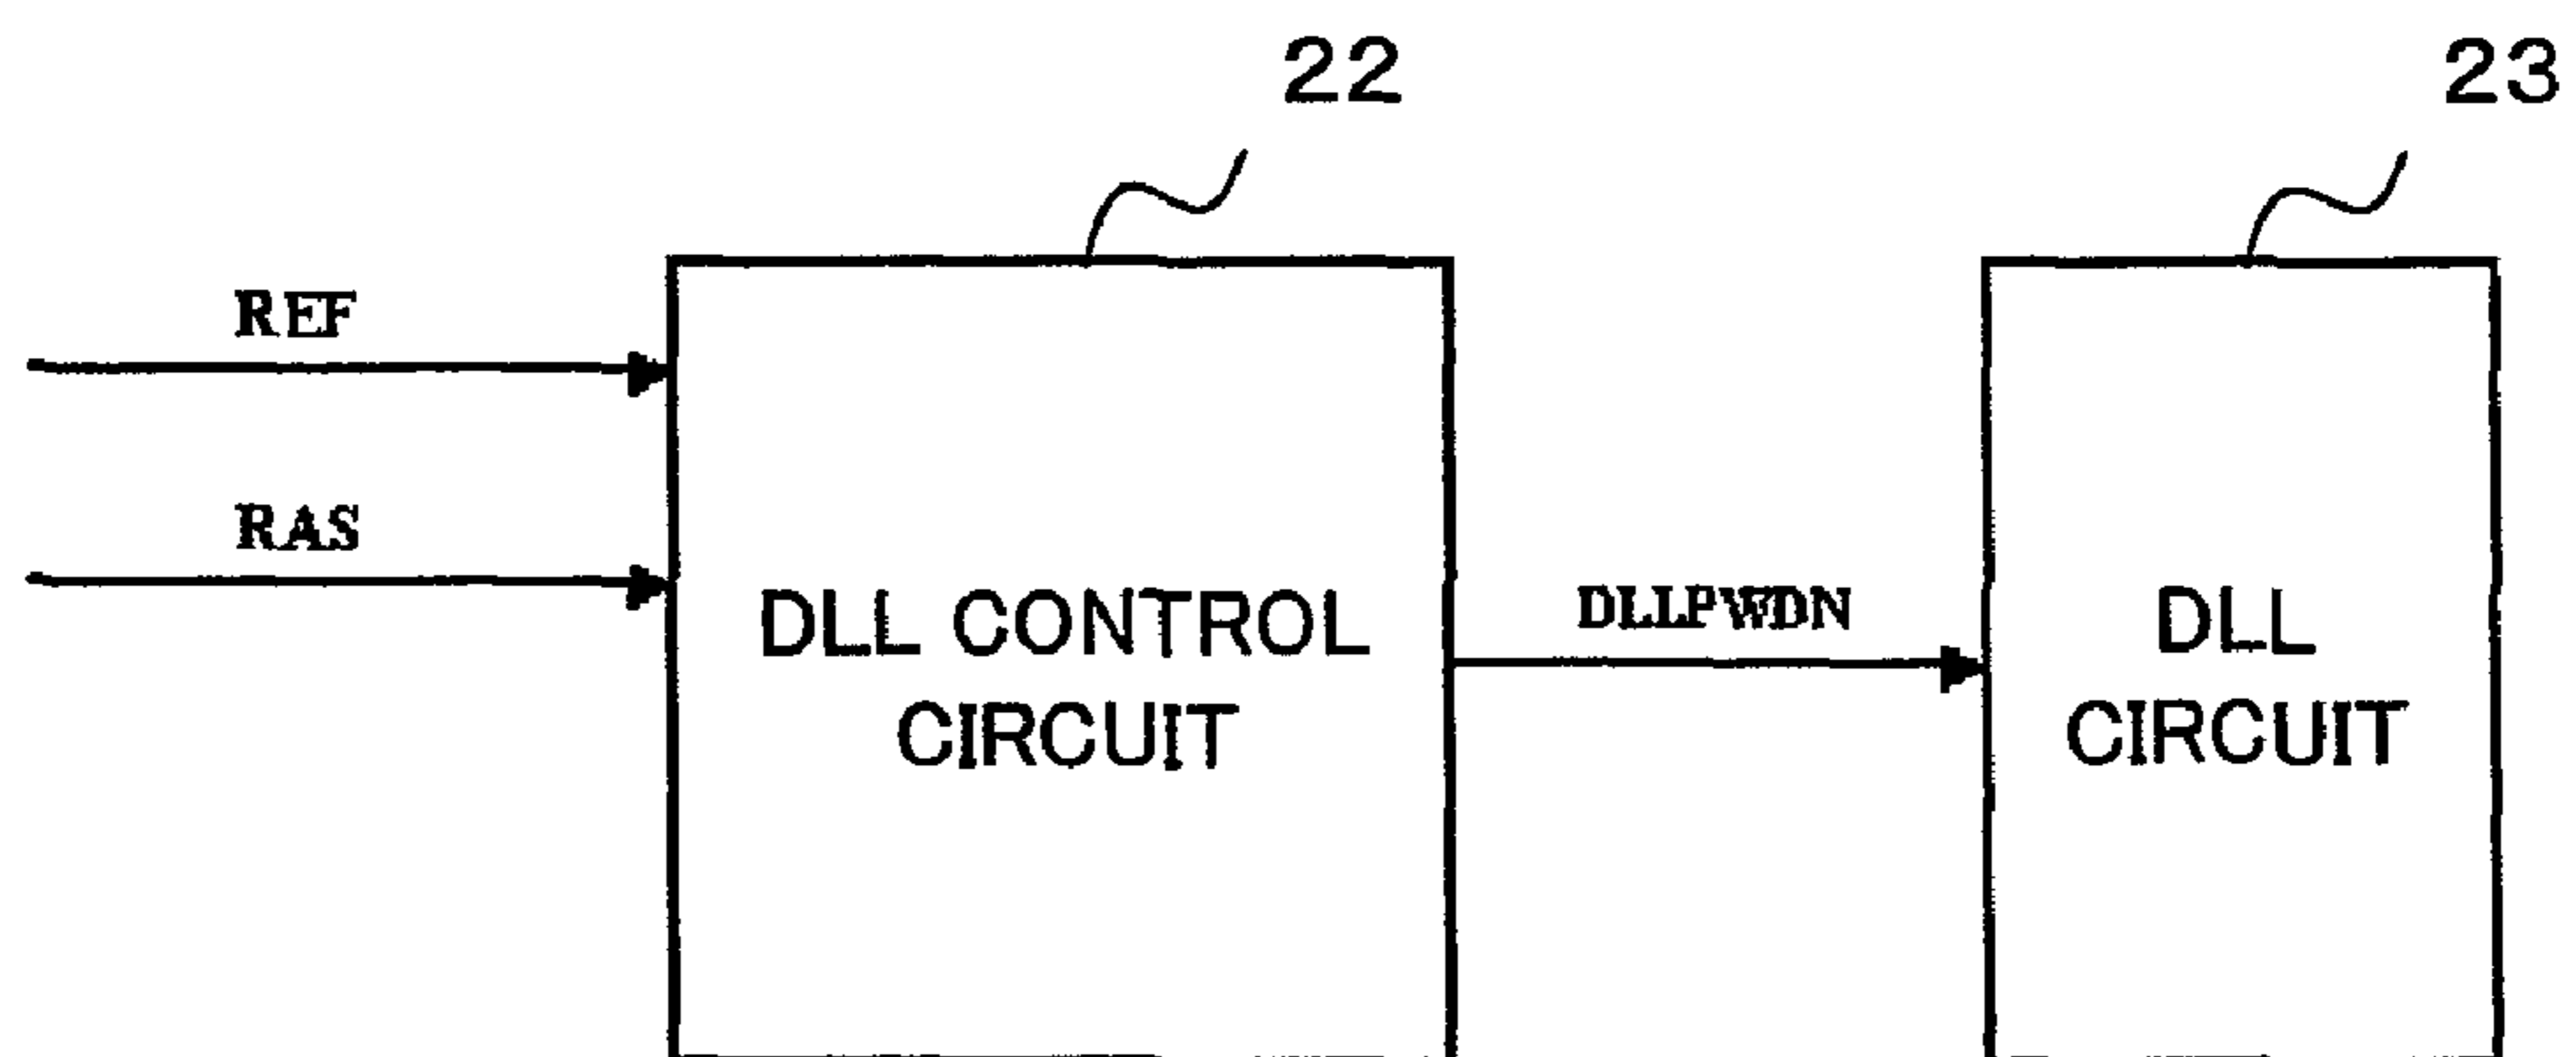 22
23
REF
RAS
DLL CONTROL
CIRCUIT
DLLPWDN
DLL
CIRCUIT